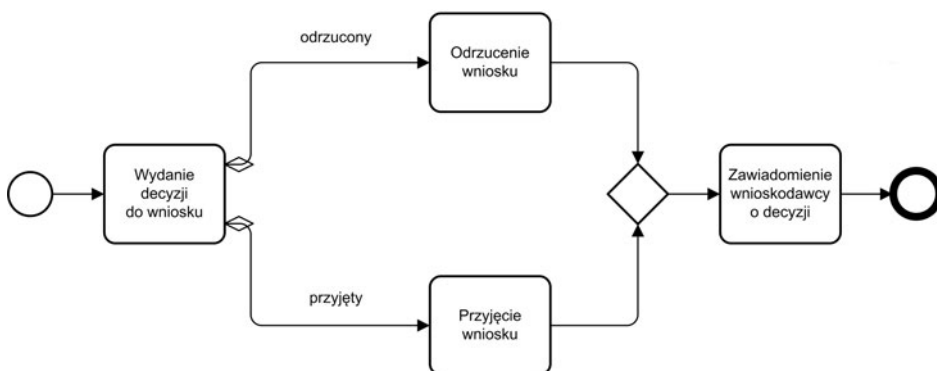 odrzucony
Odrzucenie
wniosku
Wydanie
decyzji
do wniosku
Zawiadomienie
wnioskodawcy
o decyzji
przyjęty
Przyjęcie
wniosku